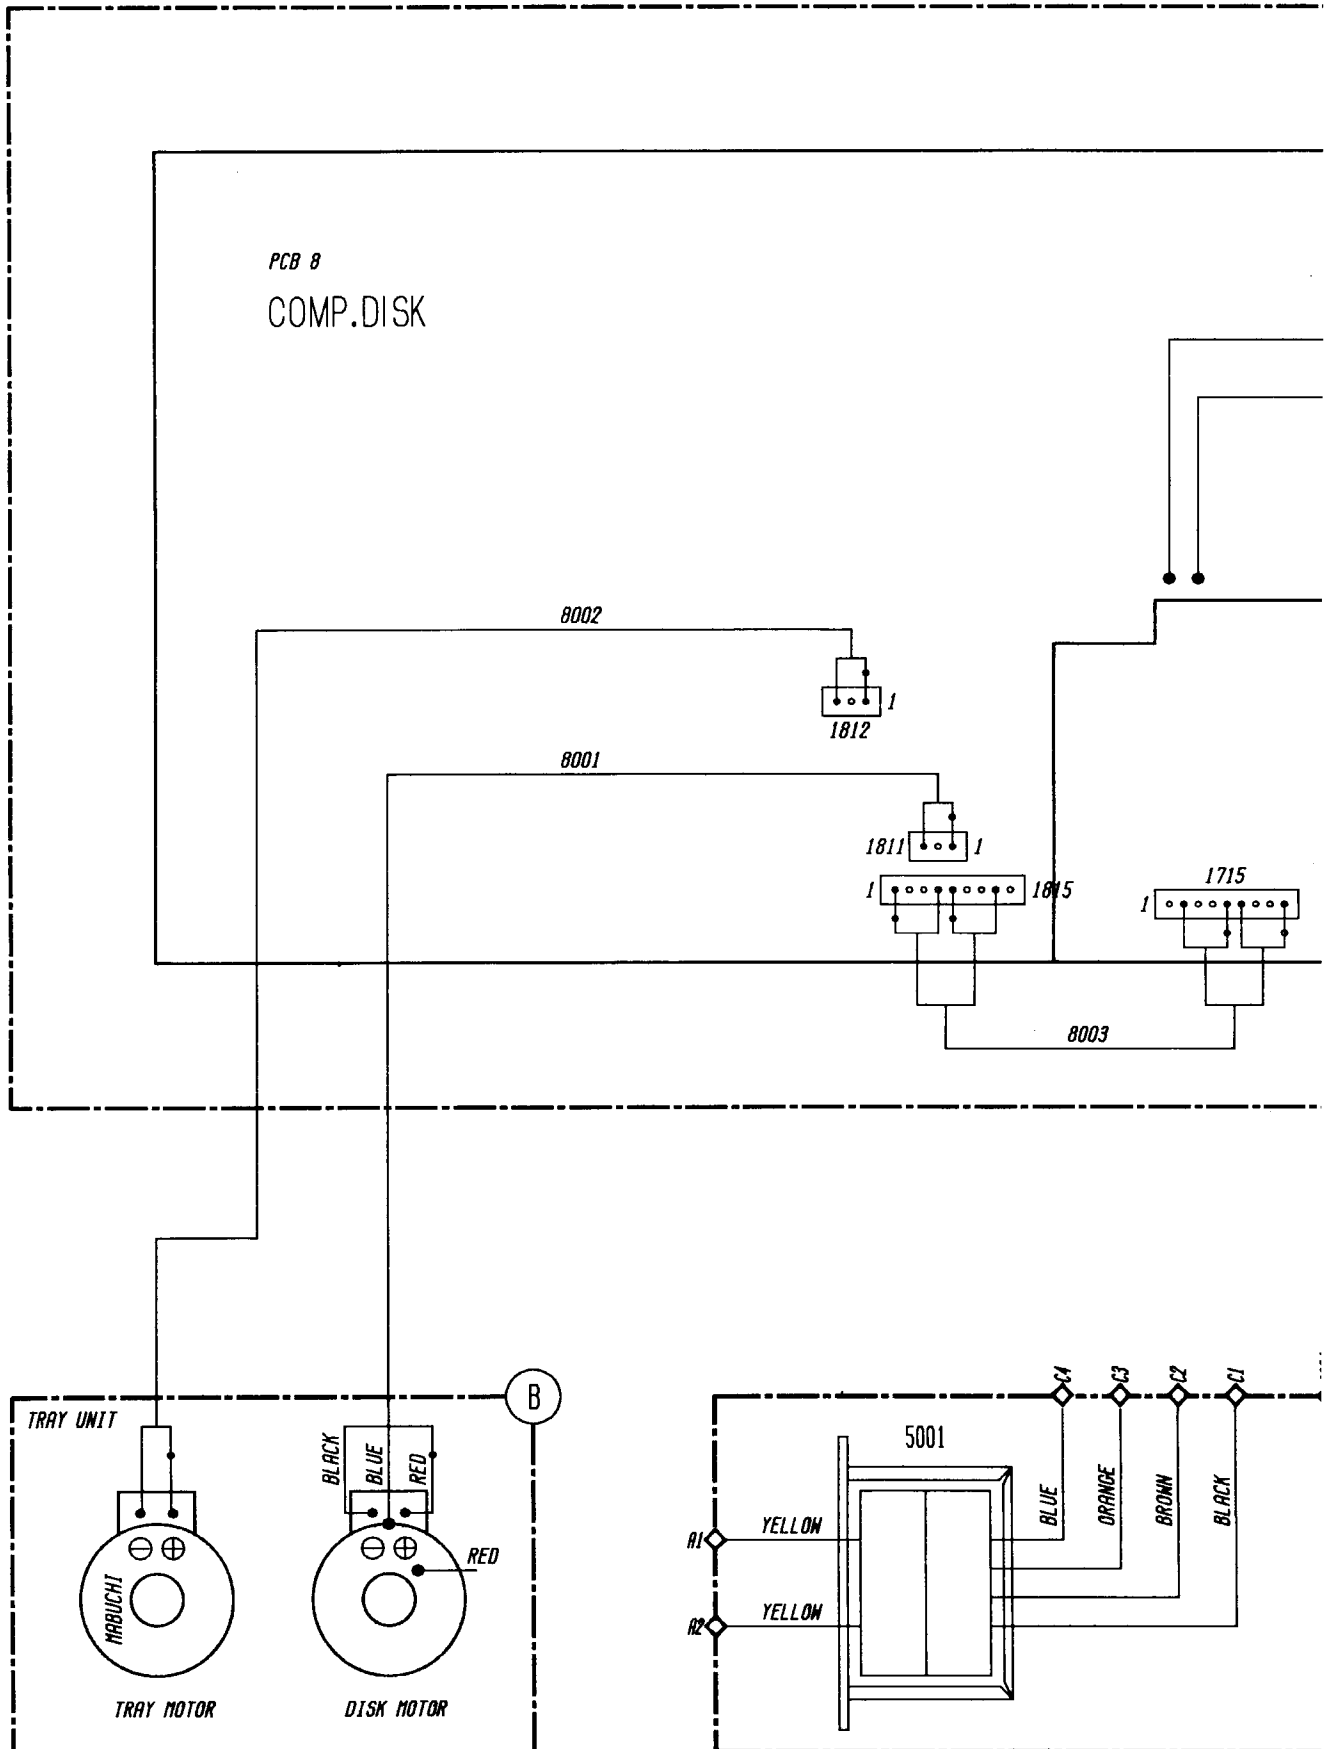 PCB 8
COMP.DISK
8002
1
1812
8001
1811
1
1
1815
1715
1
8003
B
TRAY UNIT
BLACK
BLUE
RED
RED
MABUCHI
TRAY MOTOR
DISK MOTOR
C4
C3
C2
C1
5001
BLUE
ORANGE
BROWN
BLACK
A1
YELLOW
A2
YELLOW